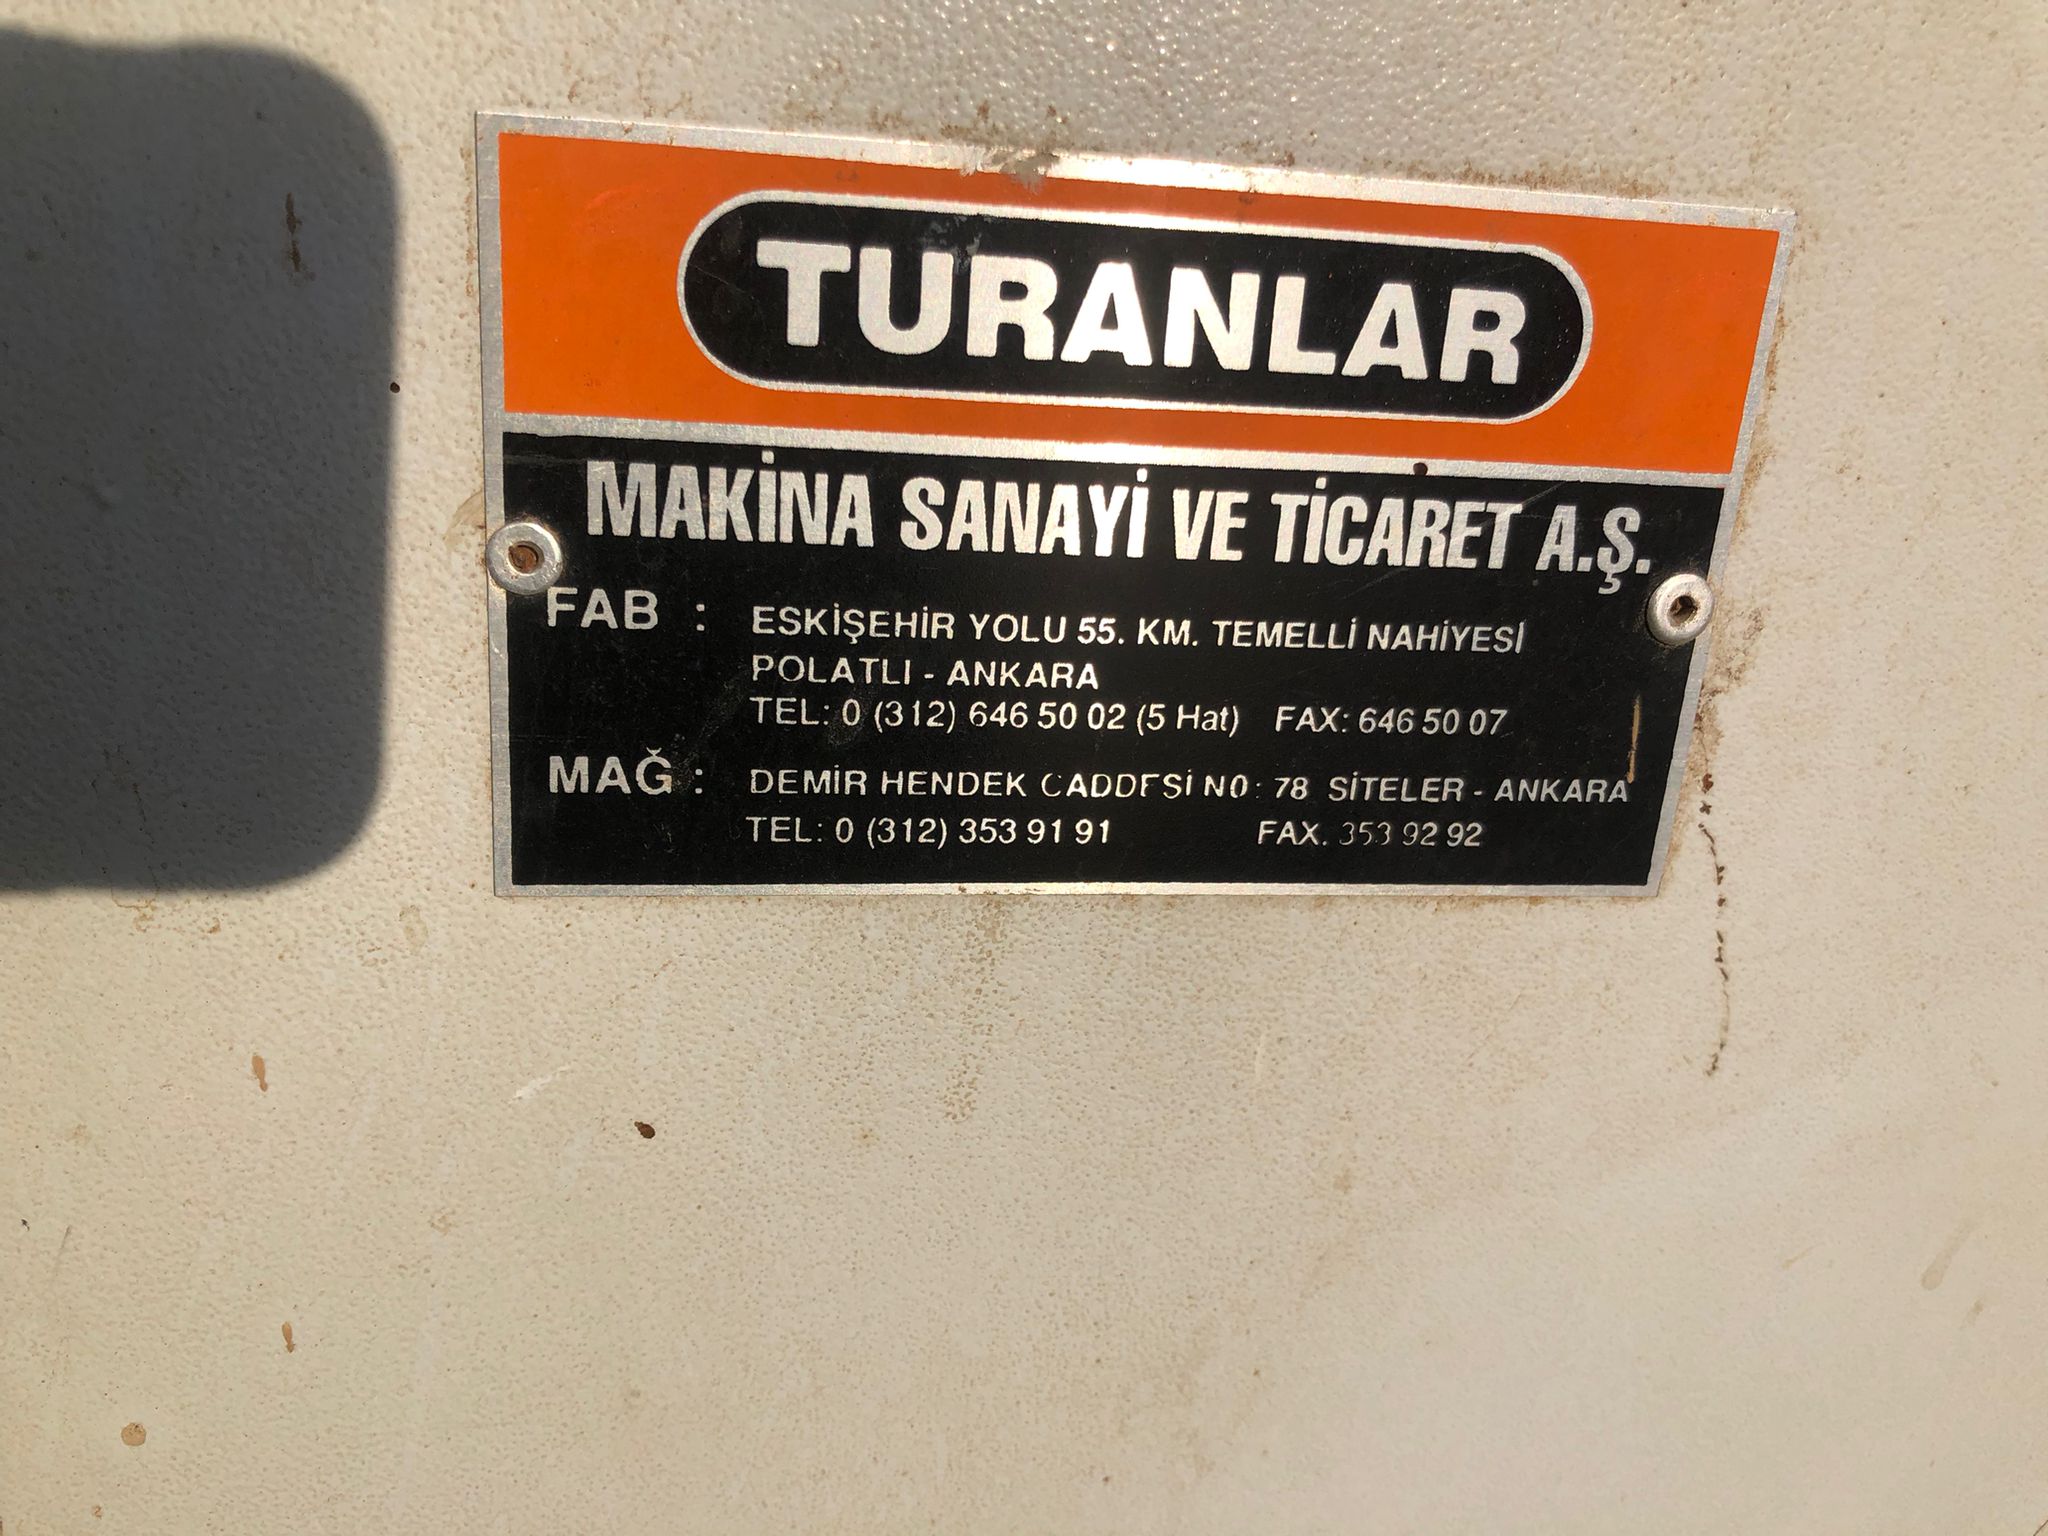 TURANLAR
MAKİNA SANAYİ VE TİCARET A.Ş.
FAB : ESKİŞEHİR YOLU 55. KM. TEMELLİ NAHİYESİ
POLATLI - ANKARA
TEL: 0 (312) 646 50 02 (5 Hat) FAX: 646 50 07
MAĞ : DEMİR HENDEK CADDESİ NO: 78 SİTELER - ANKARA
TEL: 0 (312) 353 91 91 FAX. 353 92 92